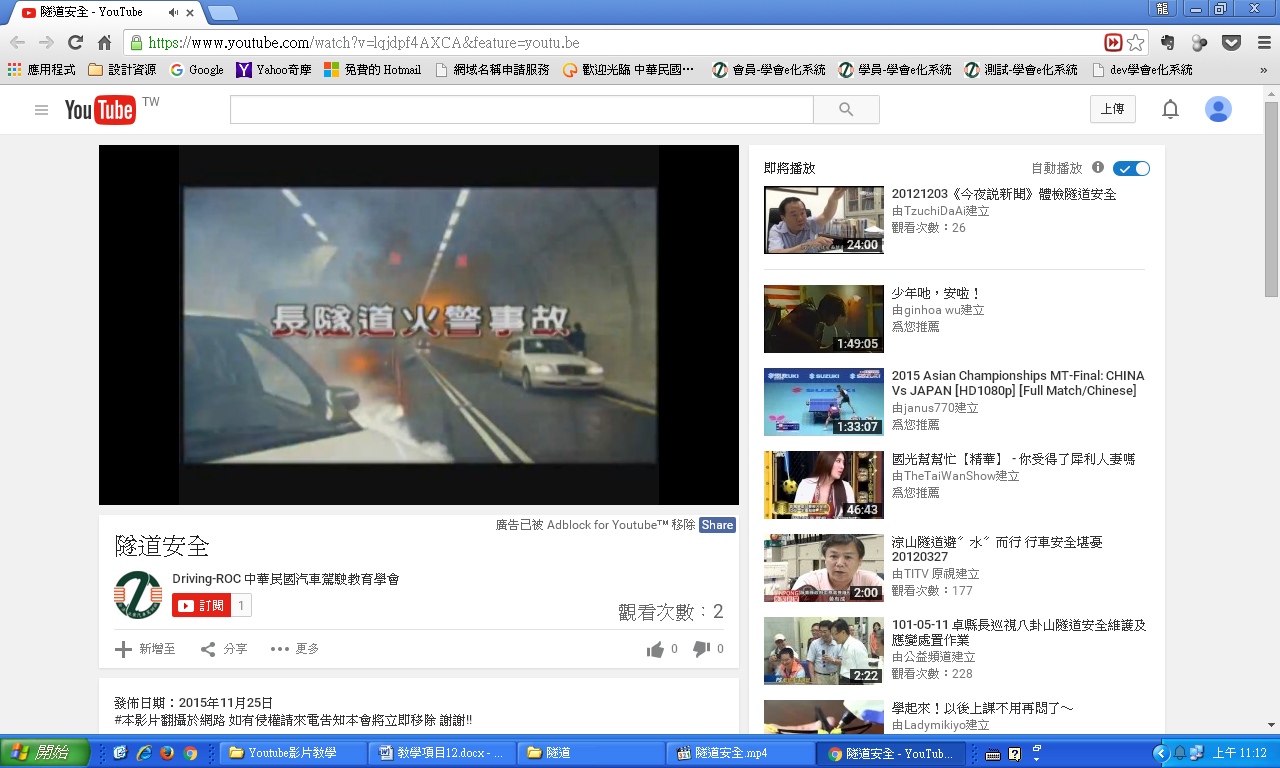 隧道安全 - YouTube
龍
https://www.youtube.com/watch?v=lqjdpf4AXCA&feature=youtu.be
應用程式
設計資源
Google
Yahoo奇摩
免費的 Hotmail
網域名稱申請服務
歡迎光臨 中華民國…
會員-學會e化系統
學員-學會e化系統
測試-學會e化系統
dev學會e化系統
»
YouTube TW
上傳
長隧道火警事故
廣告已被 Adblock for Youtube™ 移除 Share
隧道安全
Driving-ROC 中華民國汽車駕駛教育學會
訂閱 1
觀看次數：2
新增至
分享
更多
0
0
發佈日期：2015年11月25日
#本影片翻攝於網路 如有侵權請來電告知本會將立即移除 謝謝!!
即將播放
自動播放
20121203《今夜說新聞》體檢隧道安全
由TzuchiDaAi建立
觀看次數：26
24:00
少年吔，安啦！
由ginhoa wu建立
為您推薦
1:49:05
2015 Asian Championships MT-Final: CHINA
Vs JAPAN [HD1080p] [Full Match/Chinese]
由janus770建立
為您推薦
1:33:07
國光幫幫忙【精華】 - 你受得了犀利人妻嗎
由TheTaiWanShow建立
為您推薦
46:43
涼山隧道避〞水〞而行 行車安全堪憂
20120327
由TITV 原視建立
觀看次數：177
2:00
101-05-11 卓縣長巡視八卦山隧道安全維護及
應變處置作業
由公益頻道建立
觀看次數：228
2:22
學起來！以後上課不用再悶了～
由Ladymikiyo建立
開始
Youtube影片教學
教學項目12.docx - ...
隧道
隧道安全.mp4
隧道安全 - YouTub...
上午 11:12